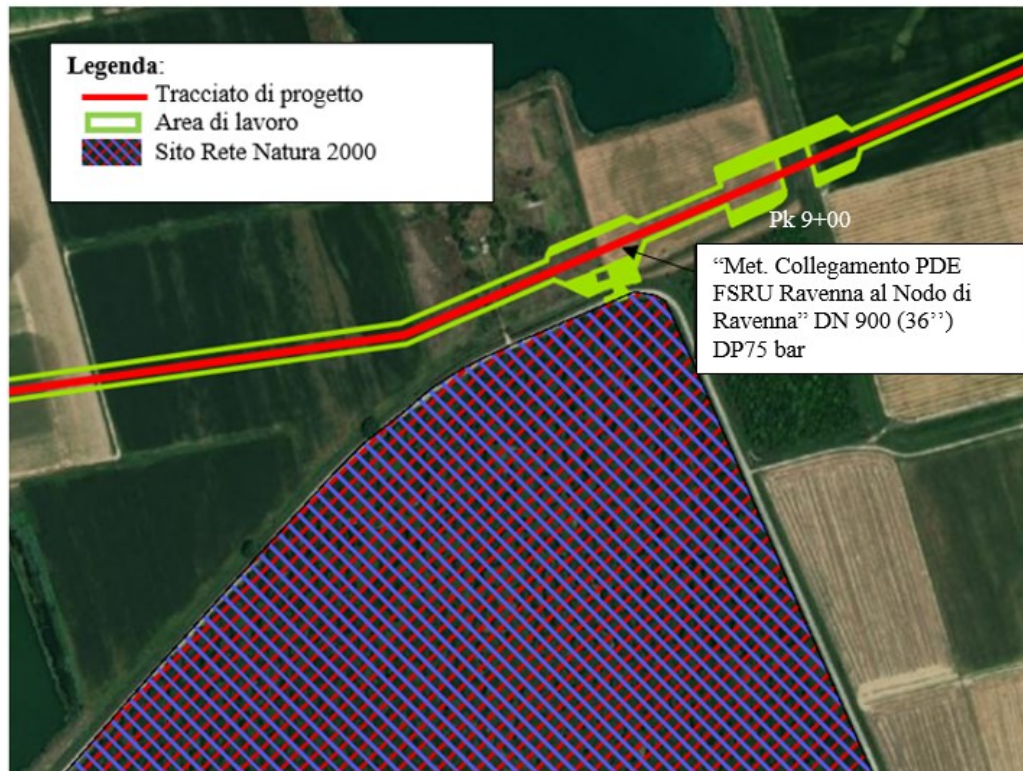 Legenda:
Tracciato di progetto
Area di lavoro
Sito Rete Natura 2000
Pk 9+00
“Met. Collegamento PDE
FSRU Ravenna al Nodo di
Ravenna” DN 900 (36’’)
DP75 bar